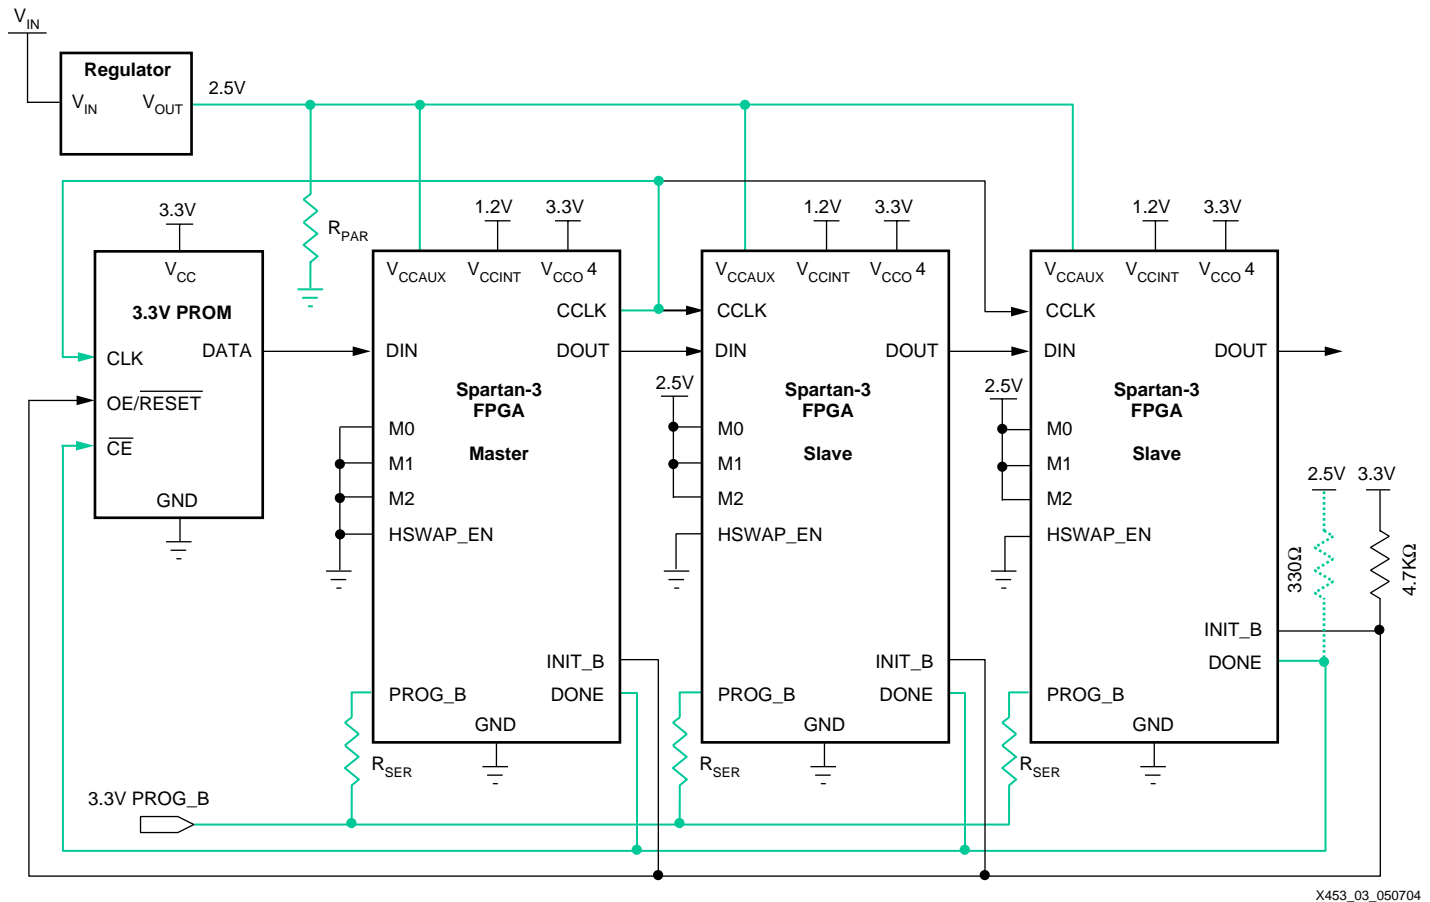 VIN
Regulator
VIN VOUT
2.5V
3.3V
RPAR
1.2V 3.3V
1.2V 3.3V
1.2V 3.3V
VCC
3.3V PROM
CLK DATA
OE/RESET
CE
GND
VCCAUX VCCINT VCCO 4
CCLK
DIN DOUT
Spartan-3
FPGA
Master
M0
M1
M2
HSWAP_EN
INIT_B
PROG_B DONE
GND
RSER
VCCAUX VCCINT VCCO 4
CCLK
DIN DOUT
2.5V
Spartan-3
FPGA
Slave
M0
M1
M2
HSWAP_EN
INIT_B
PROG_B DONE
GND
RSER
VCCAUX VCCINT VCCO 4
CCLK
DIN DOUT
2.5V
Spartan-3
FPGA
Slave
M0
M1
M2
HSWAP_EN
INIT_B
DONE
PROG_B
GND
RSER
2.5V 3.3V
330Ω
4.7KΩ
3.3V PROG_B
X453_03_050704